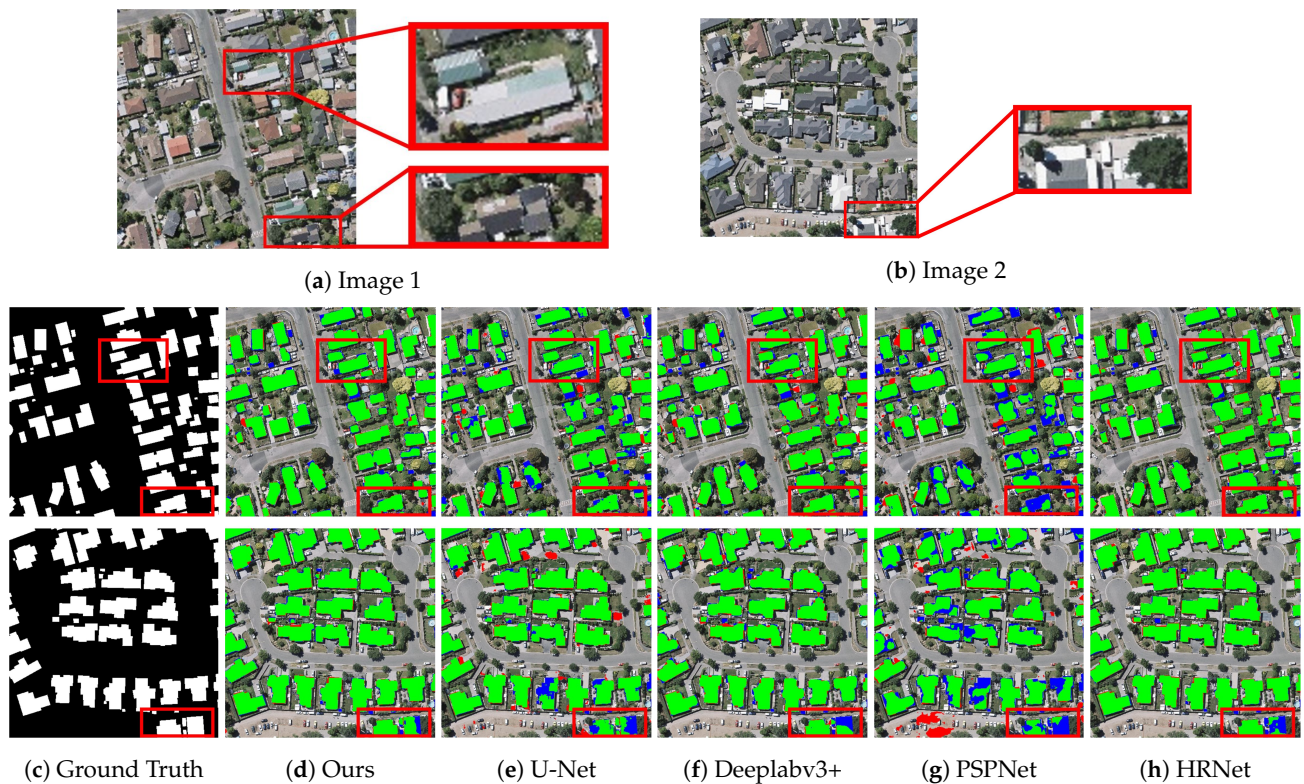 (a) Image 1
(b) Image 2
(c) Ground Truth
(d) Ours
(e) U-Net
(f) Deeplabv3+
(g) PSPNet
(h) HRNet